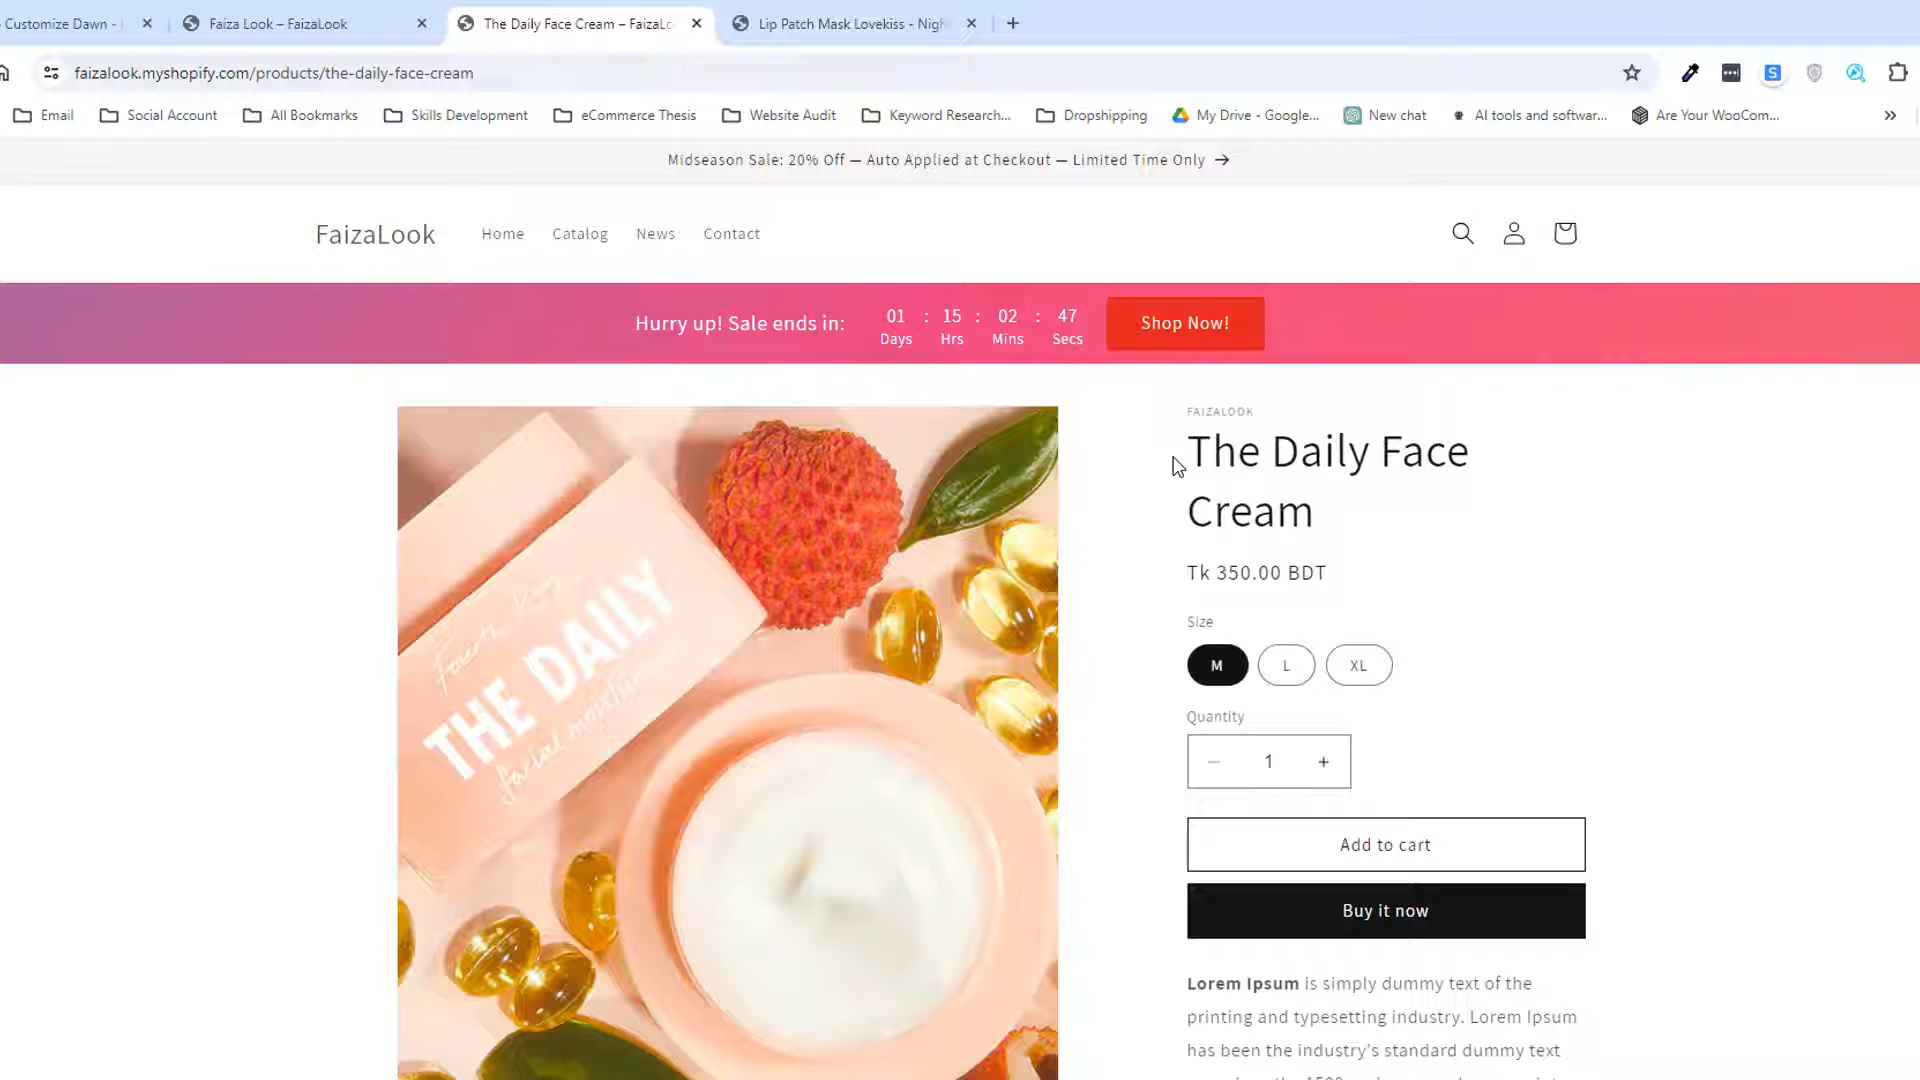 Customize Dawn -
Faiza Look – FaizaLook
The Daily Face Cream – FaizaLo
Lip Patch Mask Lovekiss - Nigh
faizalook.myshopify.com/products/the-daily-face-cream
Email
Social Account
All Bookmarks
Skills Development
eCommerce Thesis
Website Audit
Keyword Research...
Dropshipping
My Drive - Google...
New chat
AI tools and softwar...
Are Your WooCom...
Midseason Sale: 20% Off — Auto Applied at Checkout — Limited Time Only →
FaizaLook
Home
Catalog
News
Contact
Hurry up! Sale ends in:
01 : 15 : 02 : 47
Days Hrs Mins Secs
Shop Now!
THE DAILY
facial moistur
FAIZALOOK
The Daily Face
Cream
Tk 350.00 BDT
Size
M
L
XL
Quantity
− 1 +
Add to cart
Buy it now
Lorem Ipsum is simply dummy text of the
printing and typesetting industry. Lorem Ipsum
has been the industry's standard dummy text